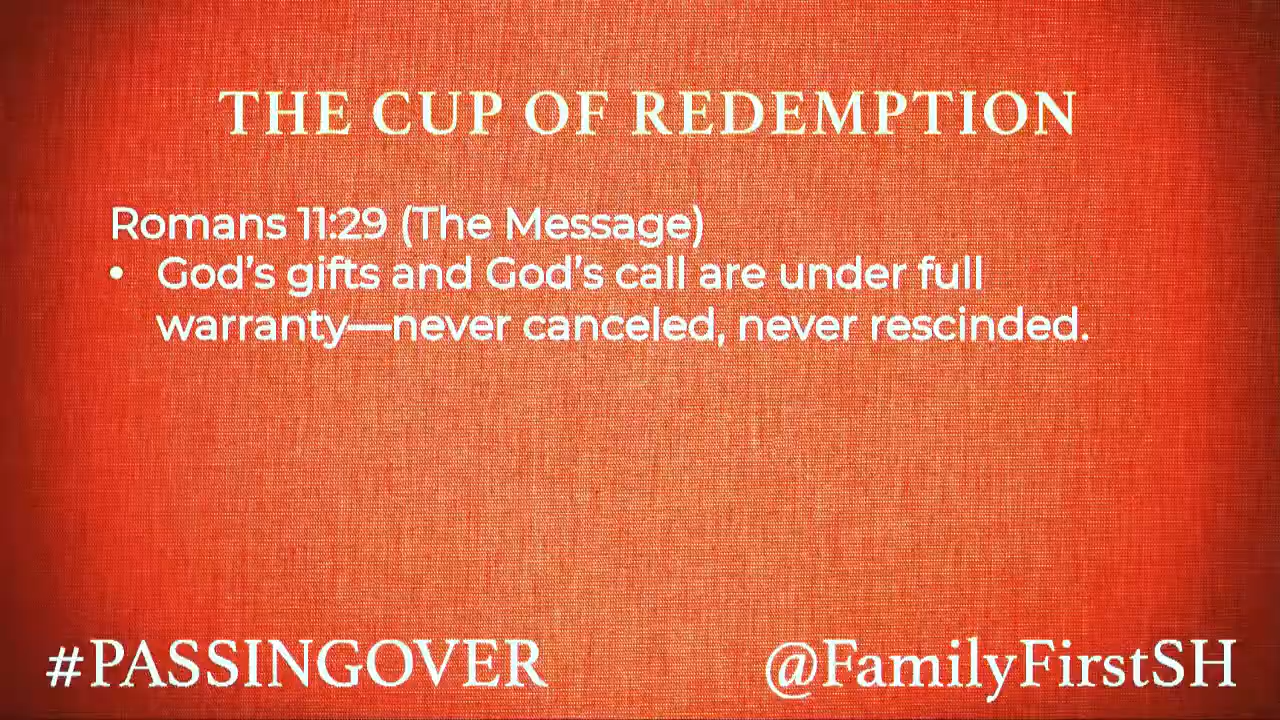 THE CUP OF REDEMPTION
Romans 11:29 (The Message)
• God’s gifts and God’s call are under full
warranty—never canceled, never rescinded.
#PASSINGOVER
@FamilyFirstSH